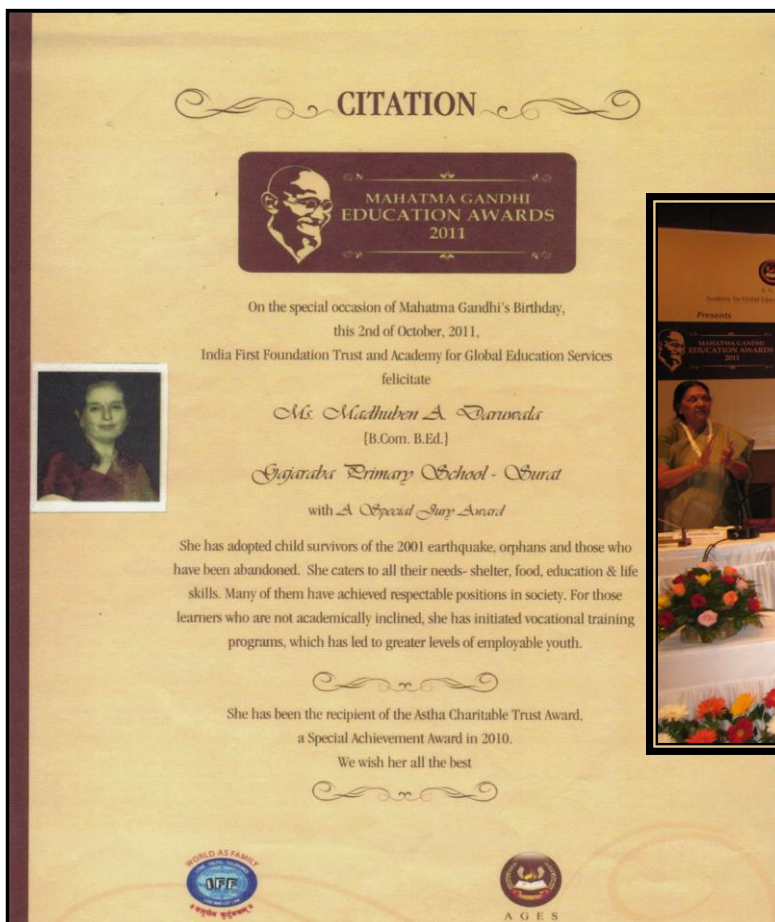 CITATION
MAHATMA GANDHI
EDUCATION AWARDS
2011
On the special occasion of Mahatma Gandhi's Birthday,
this 2nd of October, 2011,
India First Foundation Trust and Academy for Global Education Services
felicitate
Ms. Madhuben A. Daruwala
{B.Com. B.Ed.}
Gajaraba Primary School - Surat
with A Special Jury Award
She has adopted child survivors of the 2001 earthquake, orphans and those who
have been abandoned. She caters to all their needs- shelter, food, education & life
skills. Many of them have achieved respectable positions in society. For those
learners who are not academically inclined, she has initiated vocational training
programs, which has led to greater levels of employable youth.
She has been the recipient of the Astha Charitable Trust Award,
a Special Achievement Award in 2010.
We wish her all the best
WORLD AS FAMILY
IFF
AGES
Presents
MAHATMA GANDHI
EDUCATION AWARDS
2011